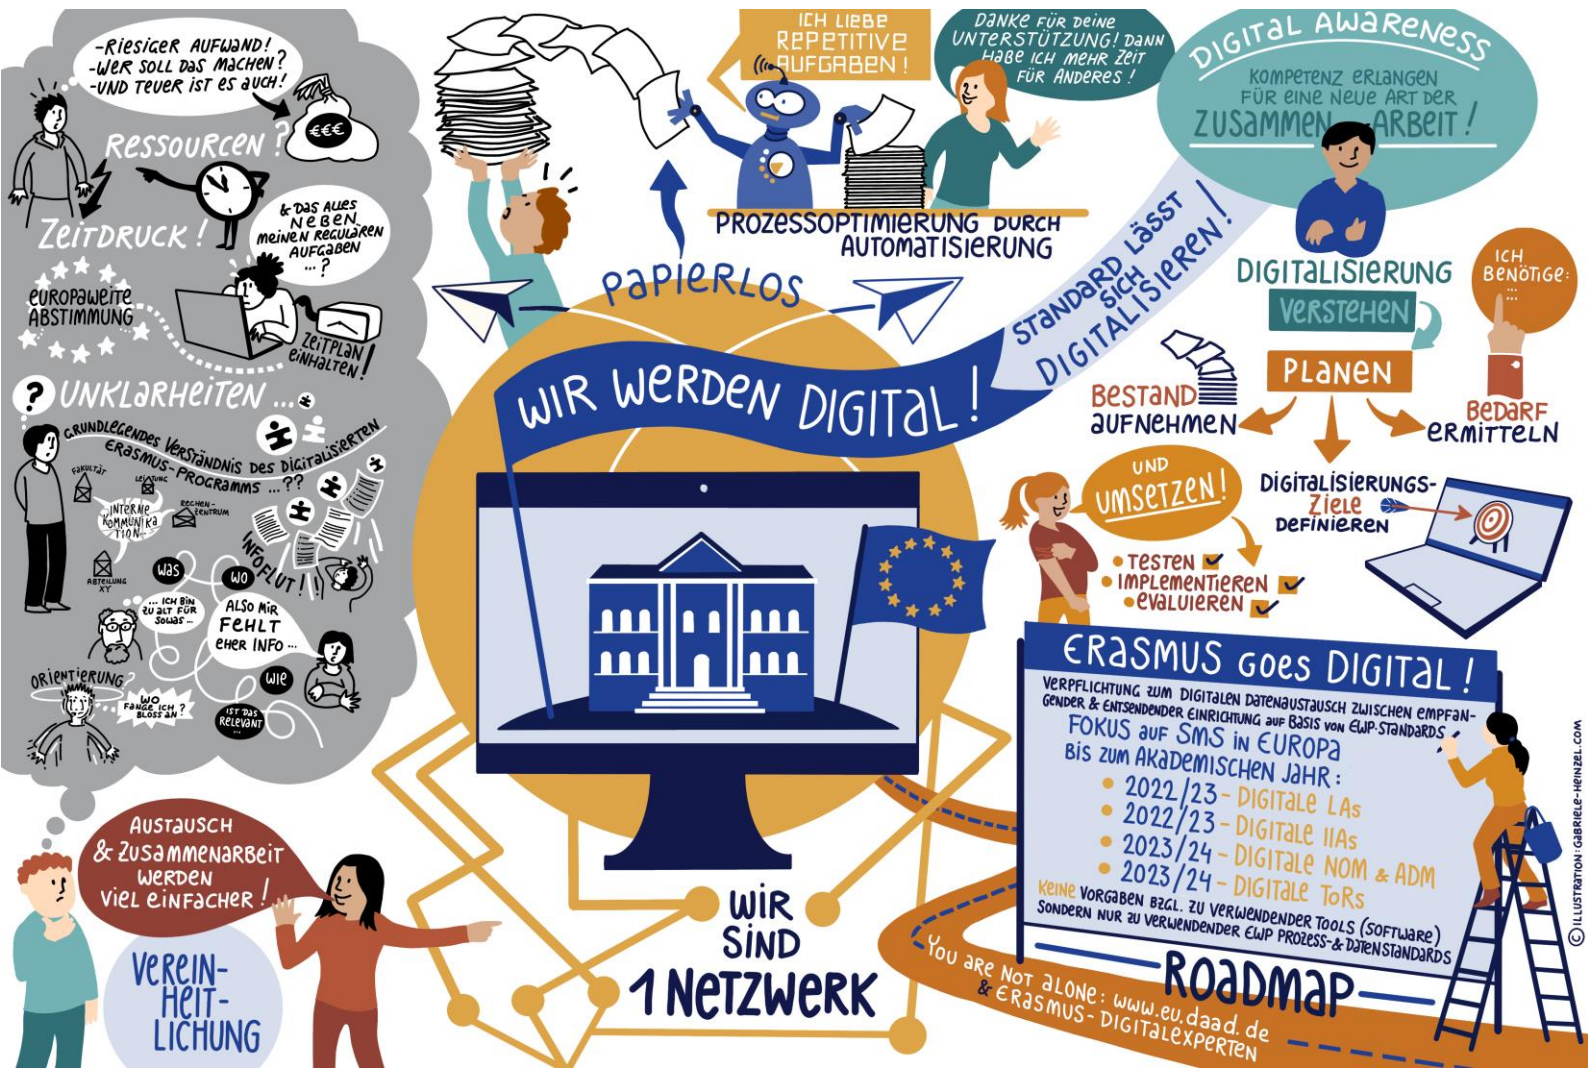 -RIESIGER AUFWAND!
-WER SOLL DAS MACHEN?
-UND TEUER IST ES AUCH!
€€€
RESSOURCEN?
ZEITDRUCK!
& DAS ALLES
NEBEN
MEINEN REGULÄREN
AUFGABEN
...?
EUROPAWEITE
ABSTIMMUNG
ZEITPLAN
EINHALTEN!
?
UNKLARHEITEN ...
GRUNDLEGENDES VERSTÄNDNIS DES DIGITALISIERTEN
ERASMUS-PROGRAMMS ...??
FAKULTÄT
LEITUNG
RECHEN-
ZENTRUM
INTERNE
KOMMUNIKA
TION...
ABTEILUNG
XY
INFOFLUT!!
WAS
WO
... ICH BIN
ZU ALT FÜR
SOWAS ...
ALSO MIR
FEHLT
EHER INFO ...
WIE
IST DAS
RELEVANT
...
ORIENTIERUNG?
WO
FANGE ICH
BLOSS AN?
AUSTAUSCH
& ZUSAMMENARBEIT
WERDEN
VIEL EINFACHER!
VEREIN-
HEIT-
LICHUNG
ICH LIEBE
REPETITIVE
AUFGABEN!
DANKE FÜR DEINE
UNTERSTÜTZUNG! DANN
HABE ICH MEHR ZEIT
FÜR ANDERES!
PROZESSOPTIMIERUNG DURCH
AUTOMATISIERUNG
PAPIERLOS
WIR WERDEN DIGITAL!
STANDARD LÄSST
SICH
DIGITALISIEREN!
WIR
SIND
1 NETZWERK
DIGITAL AWARENESS
KOMPETENZ ERLANGEN
FÜR EINE NEUE ART DER
ZUSAMMEN ARBEIT!
DIGITALISIERUNG
VERSTEHEN
PLANEN
ICH
BENÖTIGE:
...
...
BESTAND
AUFNEHMEN
BEDARF
ERMITTELN
DIGITALISIERUNGS-
ZIELE
DEFINIEREN
UND
UMSETZEN!
• TESTEN
• IMPLEMENTIEREN
• EVALUIEREN
ERASMUS GOES DIGITAL!
VERPFLICHTUNG ZUM DIGITALEN DATENAUSTAUSCH ZWISCHEN EMPFAN-
GENDER & ENTSENDENDER EINRICHTUNG AUF BASIS VON EWP-STANDARDS
FOKUS AUF SMS IN EUROPA
BIS ZUM AKADEMISCHEN JAHR:
• 2022/23 - DIGITALE LAs
• 2022/23 - DIGITALE IIAs
• 2023/24 - DIGITALE NOM & ADM
• 2023/24 - DIGITALE ToRs
KEINE VORGABEN BZGL. ZU VERWENDENDER TOOLS (SOFTWARE)
SONDERN NUR ZU VERWENDENDER EWP PROZESS-& DATENSTANDARDS
ROADMAP
YOU ARE NOT ALONE: www.eu.daad.de
& ERASMUS-DIGITALEXPERTEN
© ILLUSTRATION: GABRIELE-HEINZEL.COM